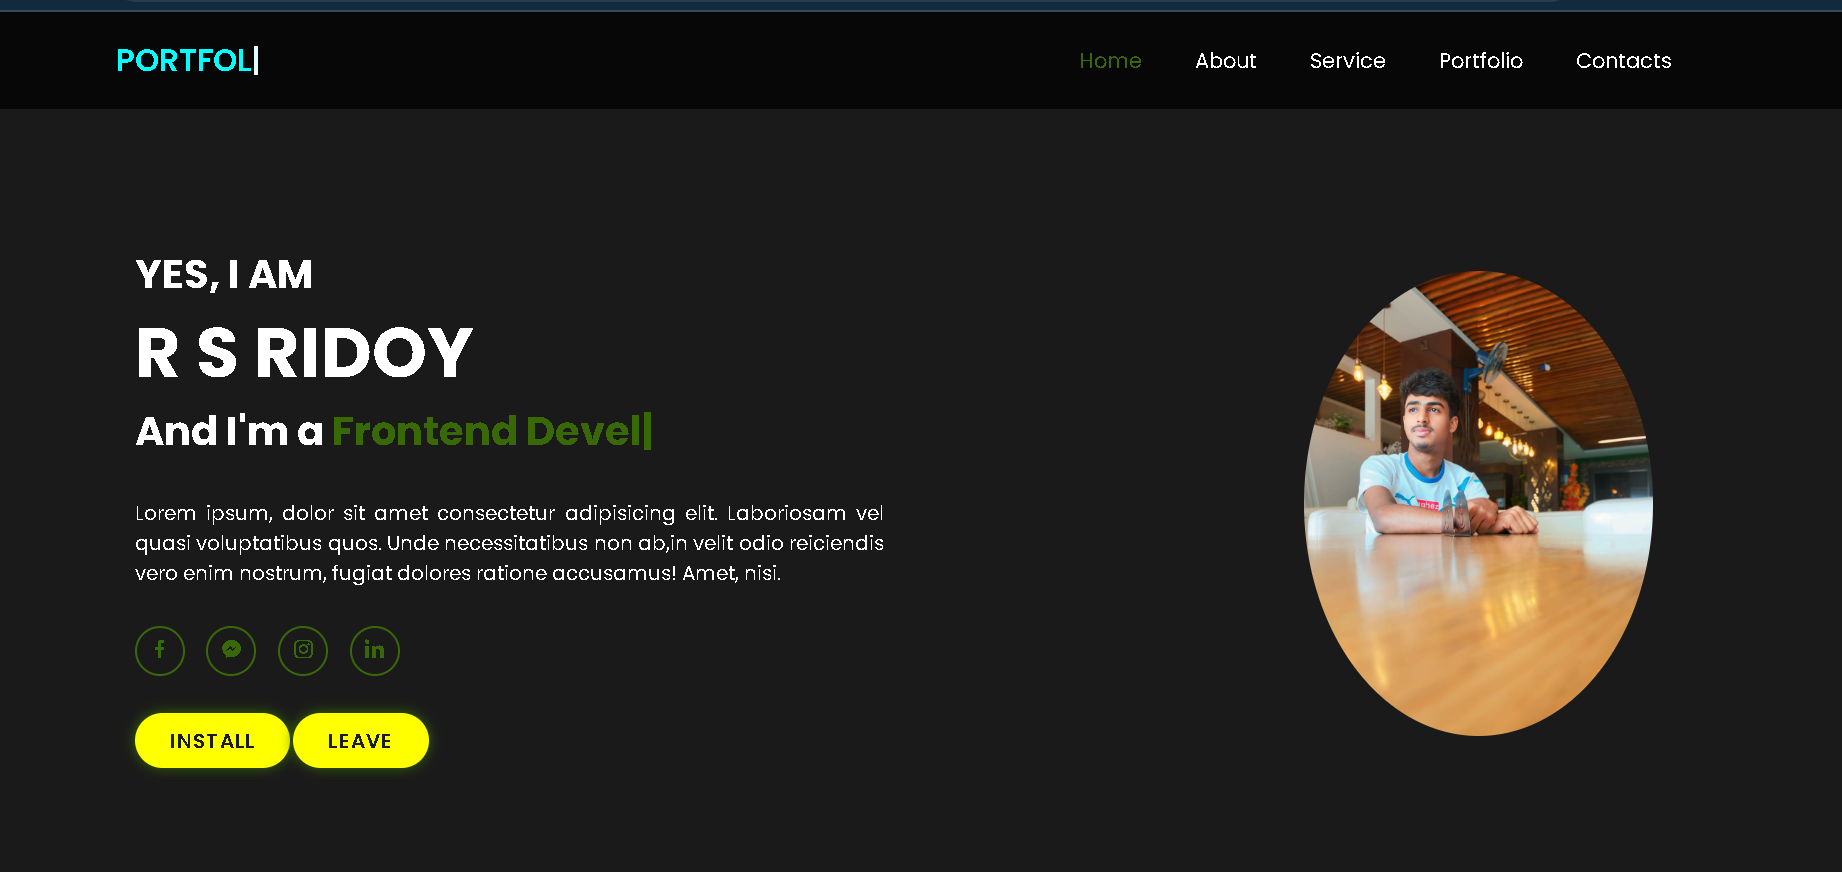 PORTFOL|
Home About Service Portfolio Contacts
YES, I AM
R S RIDOY
And I'm a Frontend Devel|
Lorem ipsum, dolor sit amet consectetur adipisicing elit. Laboriosam vel
quasi voluptatibus quos. Unde necessitatibus non ab,in velit odio reiciendis
vero enim nostrum, fugiat dolores ratione accusamus! Amet, nisi.
INSTALL LEAVE